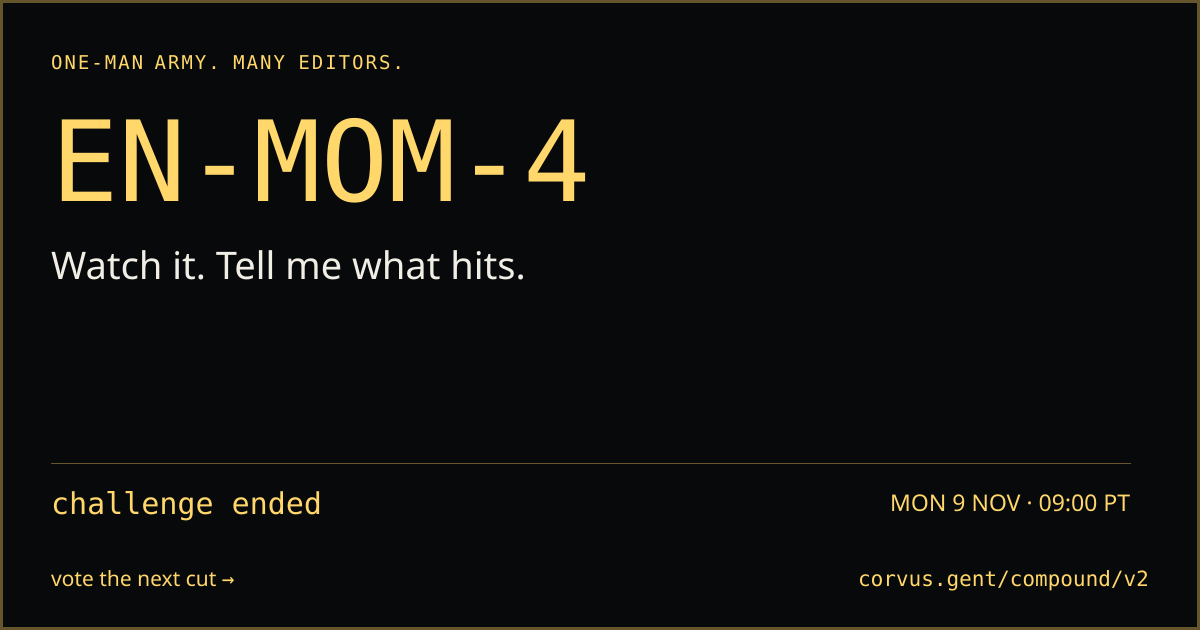 ONE-MAN ARMY. MANY EDITORS.
EN-MOM-4
Watch it. Tell me what hits.
challenge ended
MON 9 NOV · 09:00 PT
vote the next cut →
corvus.gent/compound/v2